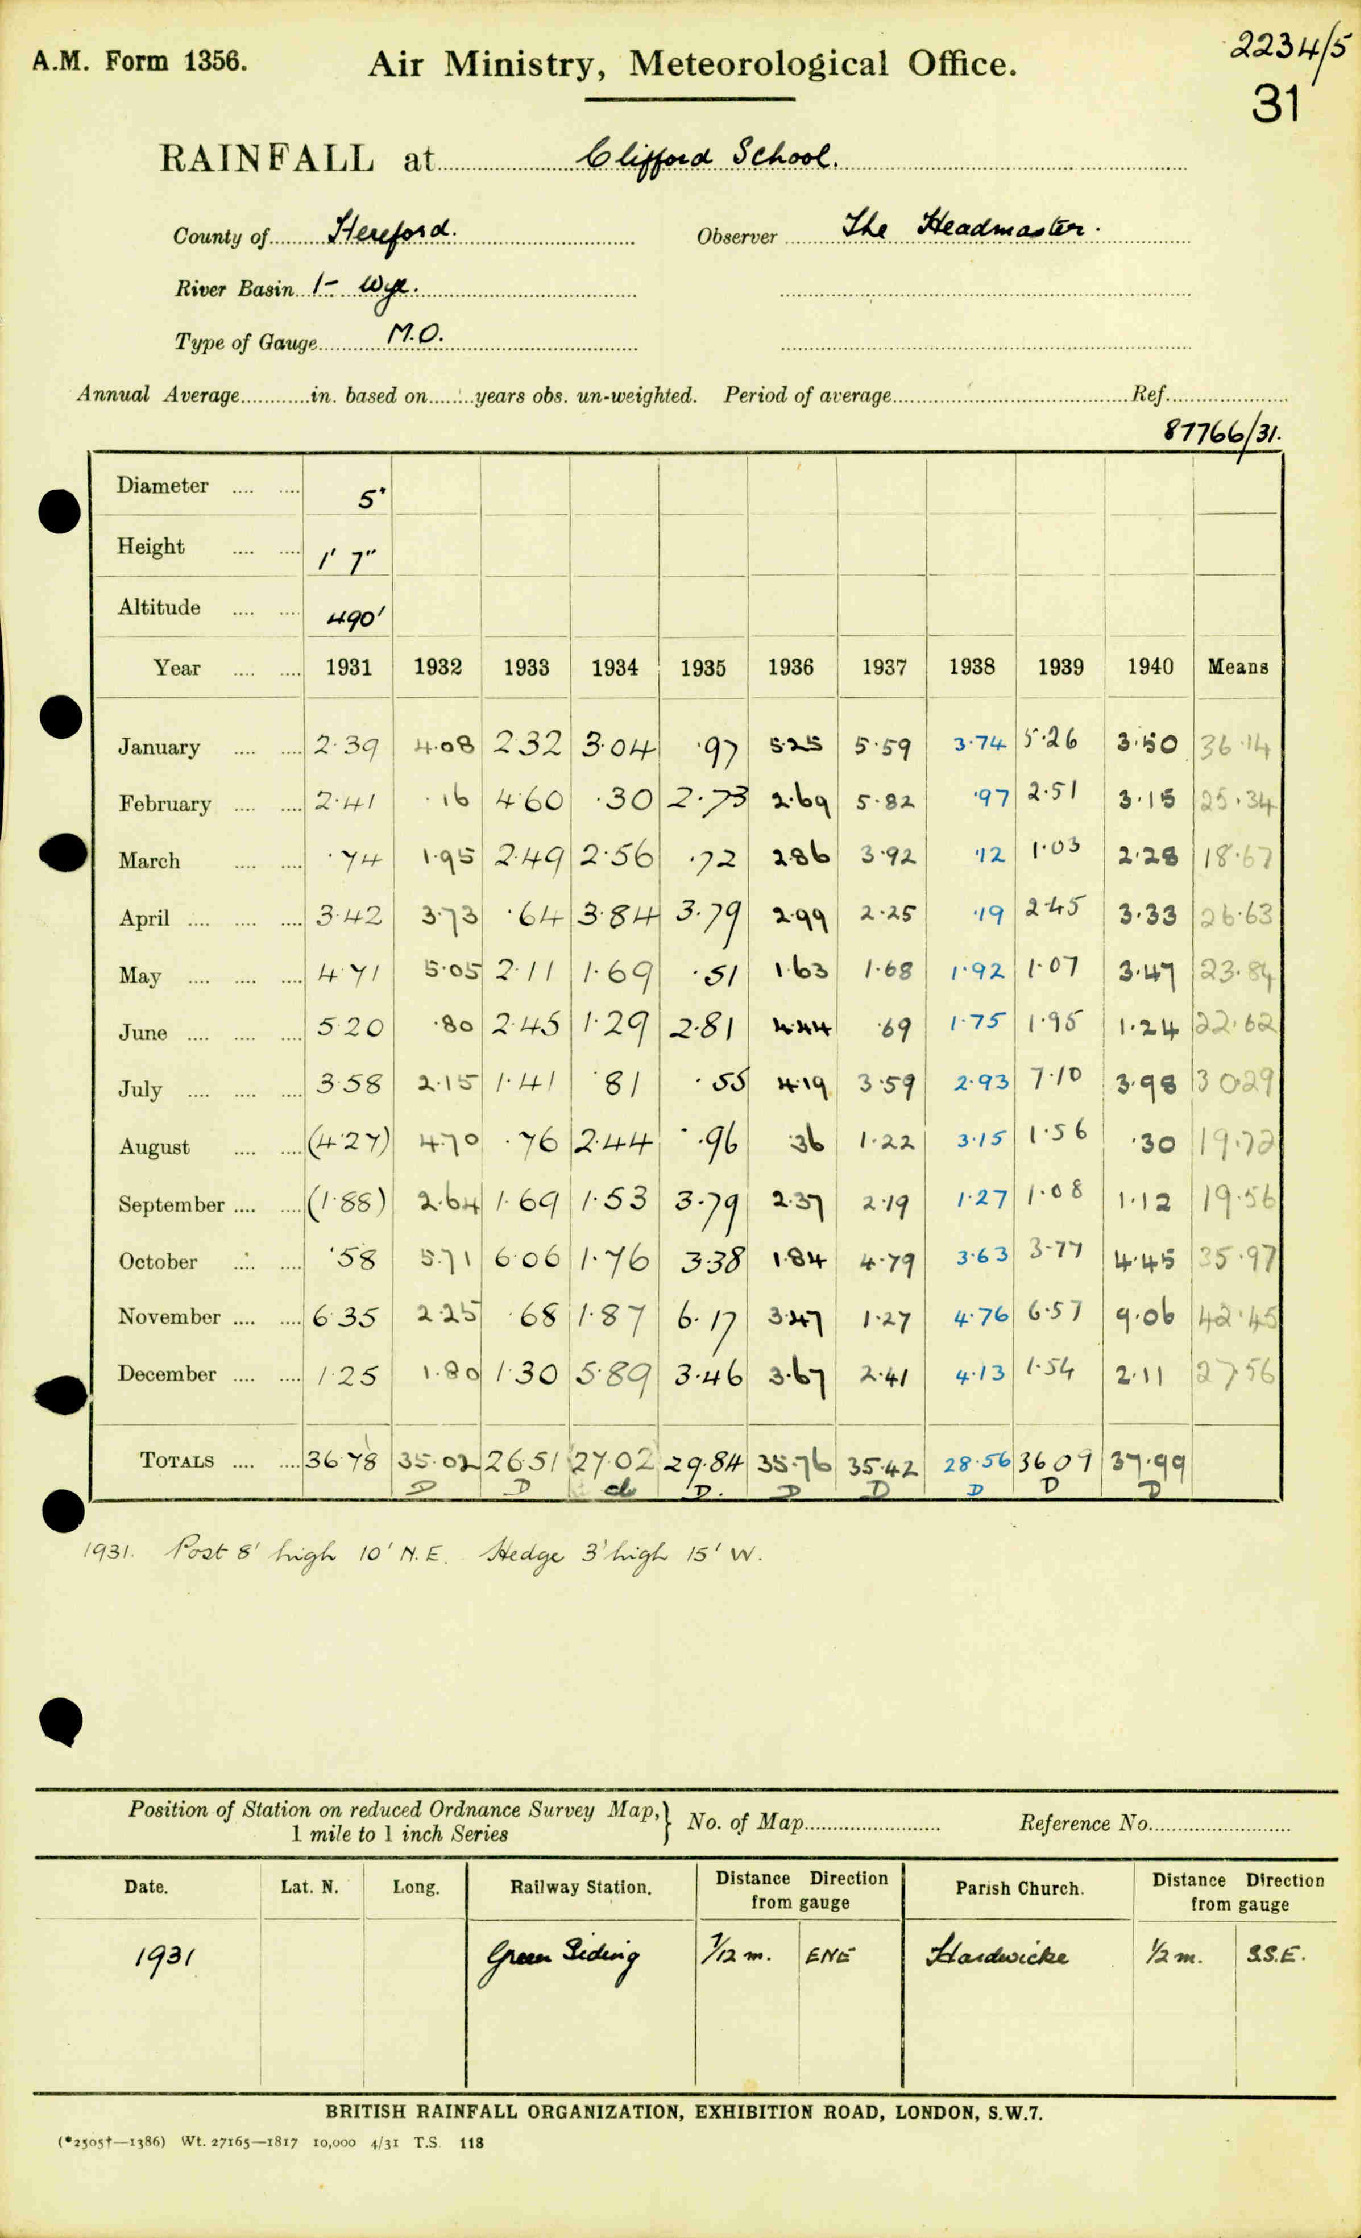 A.M. Form 1356.
Air Ministry, Meteorological Office.
2234/5
31
RAINFALL at Clifford School.
County of Hereford. Observer The Headmaster.
River Basin 1- Wye.
Type of Gauge M.O.
Annual Average............in. based on........years obs. un-weighted. Period of average............Ref............
87766/31.
Diameter .... .... 5"
Height .... .... 1' 7"
Altitude .... .... 490'
Year .... .... 1931 1932 1933 1934 1935 1936 1937 1938 1939 1940 Means
January .... .... 2·39 4·08 2 32 3·04 ·97 5·25 5·59 3·74 5·26 3·50 36·14
February .... .... 2·41 ·16 4·60 ·30 2·73 2·69 5·82 ·97 2·51 3·15 25·34
March .... .... ·74 1·95 2·49 2·56 ·72 2·86 3·92 ·12 1·03 2·28 18·67
April .... .... .... 3·42 3·73 ·64 3·84 3·79 2·99 2·25 ·19 2·45 3·33 26·63
May .... .... .... 4·71 5·05 2·11 1·69 ·51 1·63 1·68 1·92 1·07 3·47 23·84
June .... .... .... 5·20 ·80 2·45 1·29 2·81 4·44 ·69 1·75 1·95 1·24 22·62
July .... .... .... 3·58 2·15 1·41 ·81 ·55 4·19 3·59 2·93 7·10 3·98 30·29
August .... .... (4·27) 4·70 ·76 2·44 ·96 ·36 1·22 3·15 1·56 ·30 19·72
September .... .... (1·88) 2·64 1·69 1·53 3·79 2·37 2·19 1·27 1·08 1·12 19·56
October .... .... ·58 5·71 6·06 1·76 3·38 1·84 4·79 3·63 3·77 4·45 35·97
November .... .... 6·35 2·25 ·68 1·87 6·17 3·47 1·27 4·76 6·57 9·06 42·45
December .... .... 1·25 1·80 1·30 5·89 3·46 3·67 2·41 4·13 1·54 2·11 27·56
TOTALS .... .... 36·78 35·02 26·51 27·02 29·84 35·76 35·42 28·56 36 09 37·99
D D d D. D D D D D
1931. Post 8' high 10' N.E. Hedge 3' high 15' W.
Position of Station on reduced Ordnance Survey Map,} No. of Map........................ Reference No.........................
1 mile to 1 inch Series
Date. Lat. N. Long. Railway Station. Distance Direction from gauge Parish Church. Distance Direction from gauge
1931 Green Siding 1/12 m. ENE Hardwicke 1/2 m. S.S.E.
BRITISH RAINFALL ORGANIZATION, EXHIBITION ROAD, LONDON, S.W.7.
(*2505†—1386) Wt. 27165—1817 10,000 4/31 T.S. 118